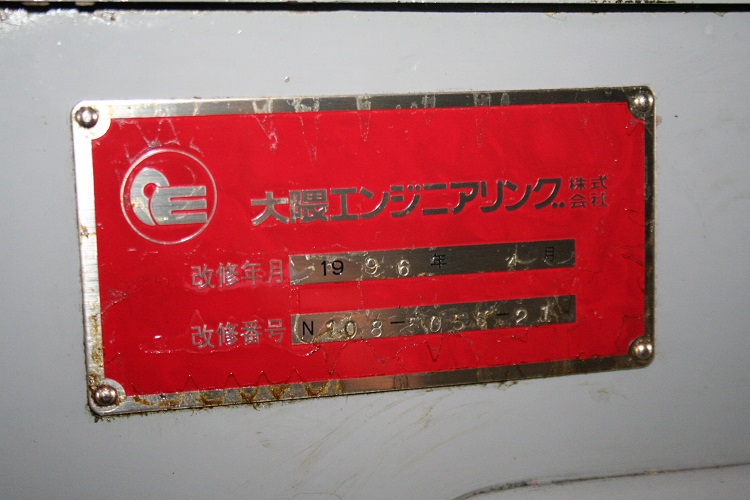 大隈エンジニアリング株式会社
改修年月 1996年 月
改修番号 N108-05